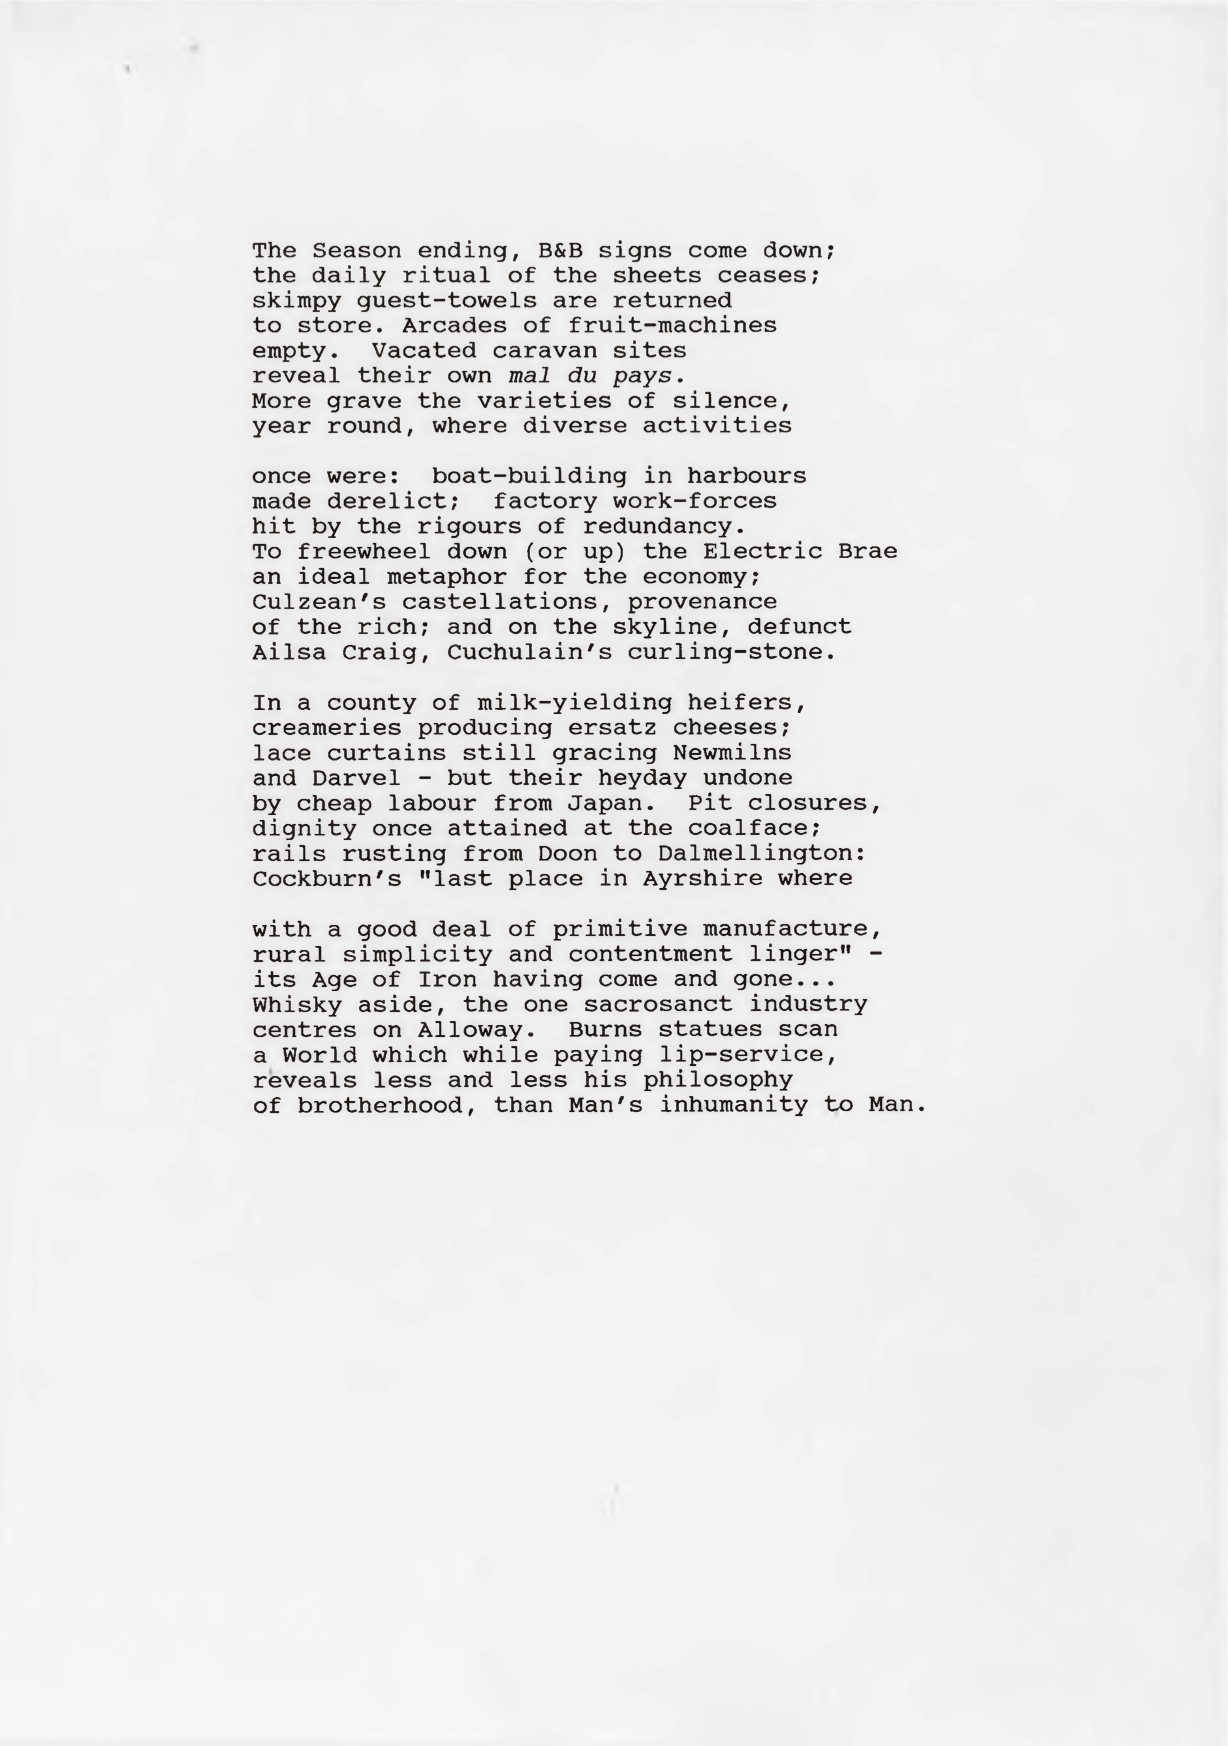 The Season ending, B&B signs come down;
the daily ritual of the sheets ceases;
skimpy guest-towels are returned
to store. Arcades of fruit-machines
empty.  Vacated caravan sites
reveal their own mal du pays.
More grave the varieties of silence,
year round, where diverse activities

once were:  boat-building in harbours
made derelict;  factory work-forces
hit by the rigours of redundancy.
To freewheel down (or up) the Electric Brae
an ideal metaphor for the economy;
Culzean's castellations, provenance
of the rich; and on the skyline, defunct
Ailsa Craig, Cuchulain's curling-stone.

In a county of milk-yielding heifers,
creameries producing ersatz cheeses;
lace curtains still gracing Newmilns
and Darvel - but their heyday undone
by cheap labour from Japan.  Pit closures,
dignity once attained at the coalface;
rails rusting from Doon to Dalmellington:
Cockburn's "last place in Ayrshire where

with a good deal of primitive manufacture,
rural simplicity and contentment linger" -
its Age of Iron having come and gone...
Whisky aside, the one sacrosanct industry
centres on Alloway.  Burns statues scan
a World which while paying lip-service,
reveals less and less his philosophy
of brotherhood, than Man's inhumanity to Man.